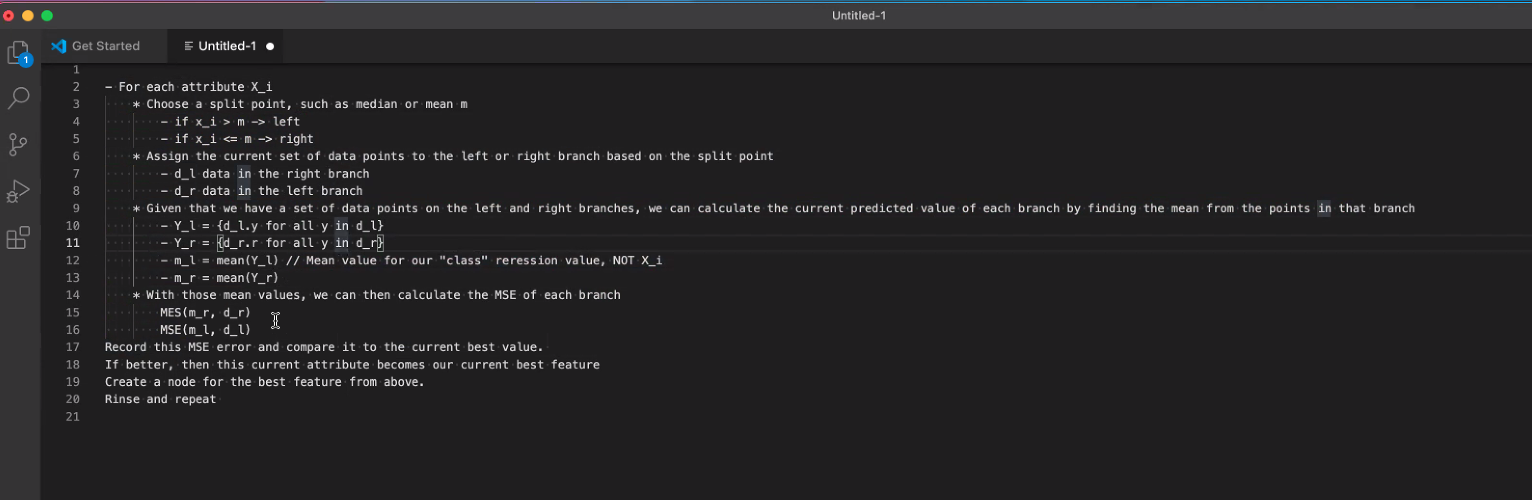 Untitled-1
Get Started
Untitled-1
1
1
2 - For each attribute X_i
3 * Choose a split point, such as median or mean m
4 - if x_i > m -> left
5 - if x_i <= m -> right
6 * Assign the current set of data points to the left or right branch based on the split point
7 - d_l data in the right branch
8 - d_r data in the left branch
9 * Given that we have a set of data points on the left and right branches, we can calculate the current predicted value of each branch by finding the mean from the points in that branch
10 - Y_l = {d_l.y for all y in d_l}
11 - Y_r = {d_r.r for all y in d_r}
12 - m_l = mean(Y_l) // Mean value for our "class" reression value, NOT X_i
13 - m_r = mean(Y_r)
14 * With those mean values, we can then calculate the MSE of each branch
15 MES(m_r, d_r)
16 MSE(m_l, d_l)
17 Record this MSE error and compare it to the current best value.
18 If better, then this current attribute becomes our current best feature
19 Create a node for the best feature from above.
20 Rinse and repeat
21